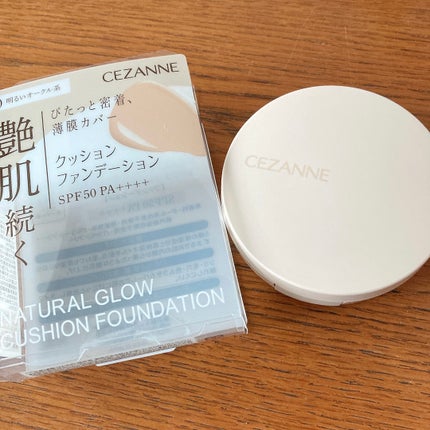 CEZANNE
明るいオークル系
ぴたっと密着、
薄膜カバー
艶肌続く
クッション
ファンデーション
SPF50 PA++++
NATURAL GLOW
CUSHION FOUNDATION
CEZANNE